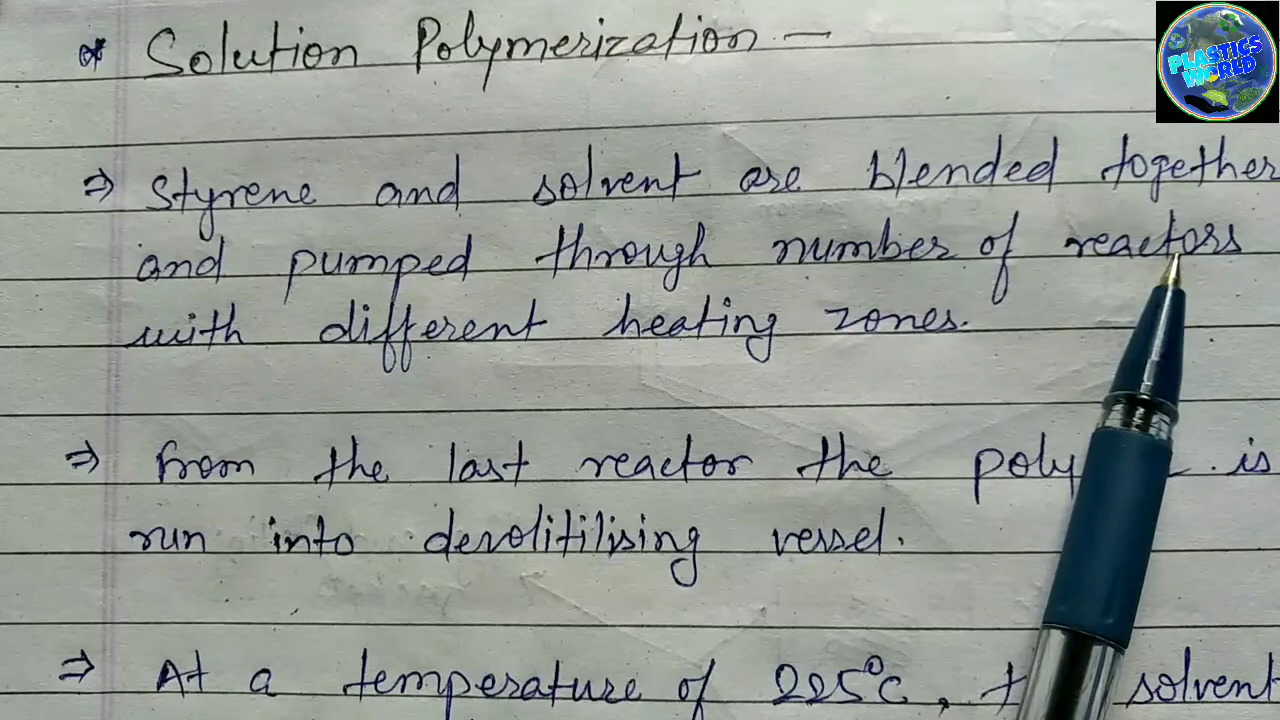 * Solution Polymerization -
PLASTICS
WORLD
⇒ Styrene and solvent are blended together
and pumped through number of reactors
with different heating zones.
⇒ from the last reactor the poly is
run into devolitilising vessel.
⇒ At a temperature of 225°C, solvent